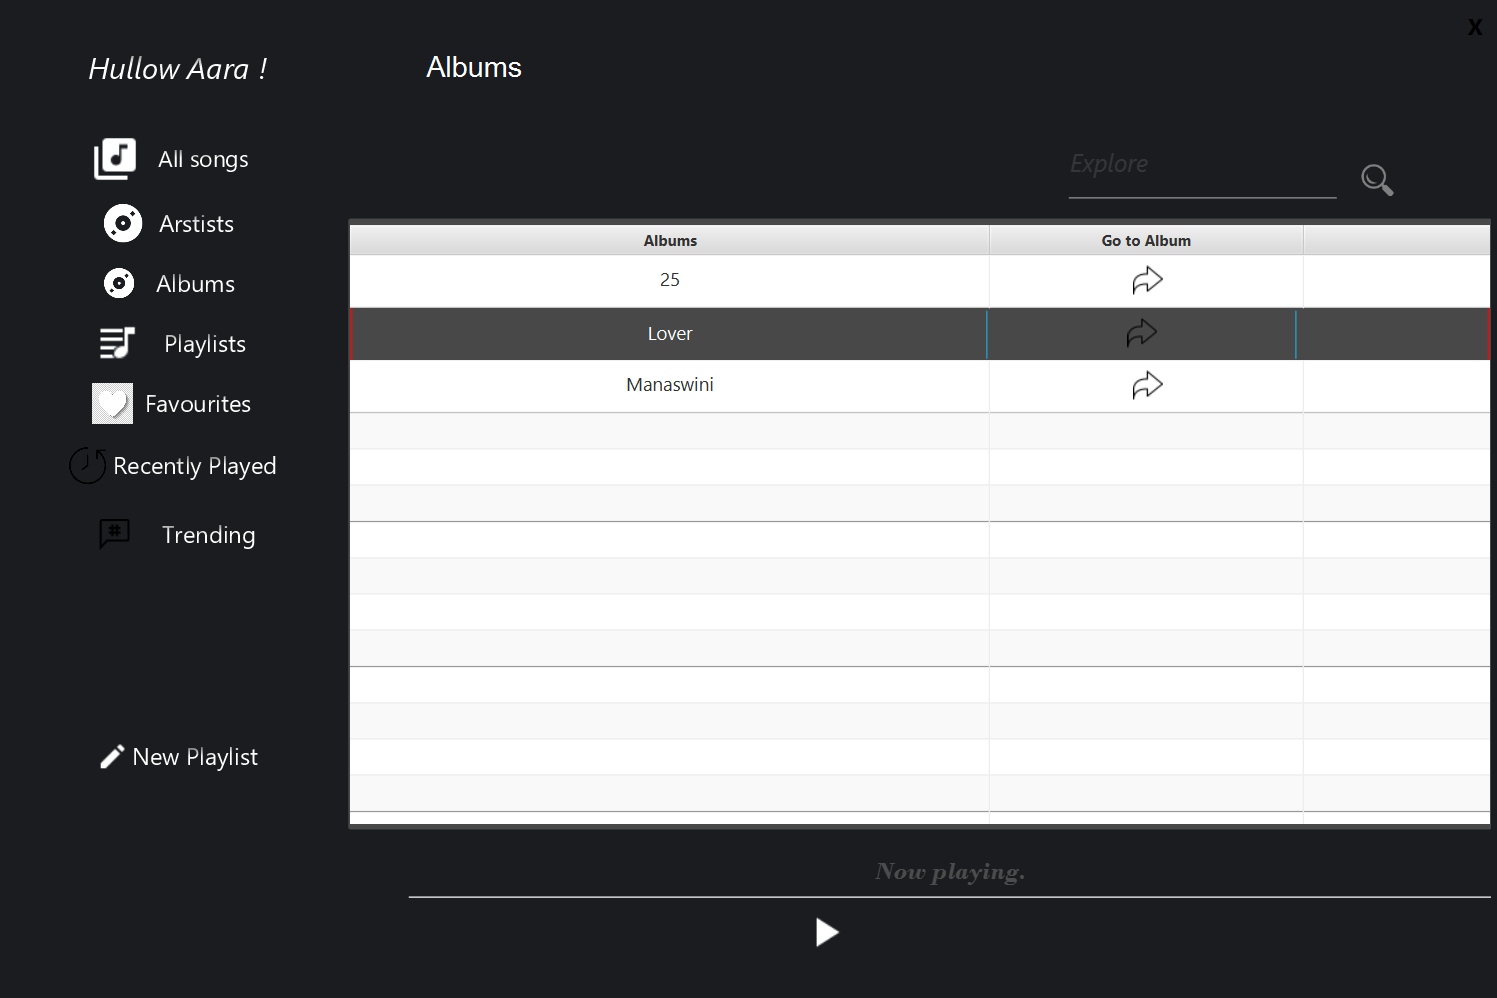 X
Hullow Aara !
Albums
All songs
Arstists
Albums
Playlists
Favourites
Recently Played
#
Trending
New Playlist
Explore
Albums Go to Album
25
Lover
Manaswini
Now playing.